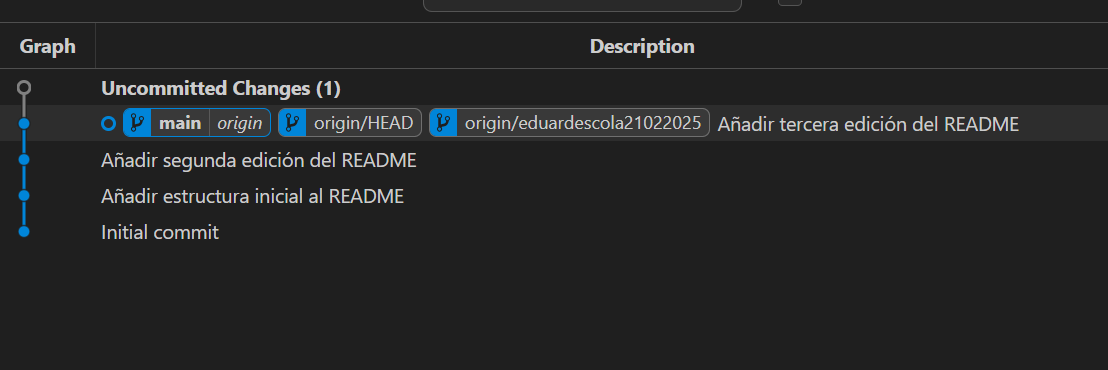 Graph Description
Uncommitted Changes (1)
main origin origin/HEAD origin/eduardescola21022025 Añadir tercera edición del README
Añadir segunda edición del README
Añadir estructura inicial al README
Initial commit